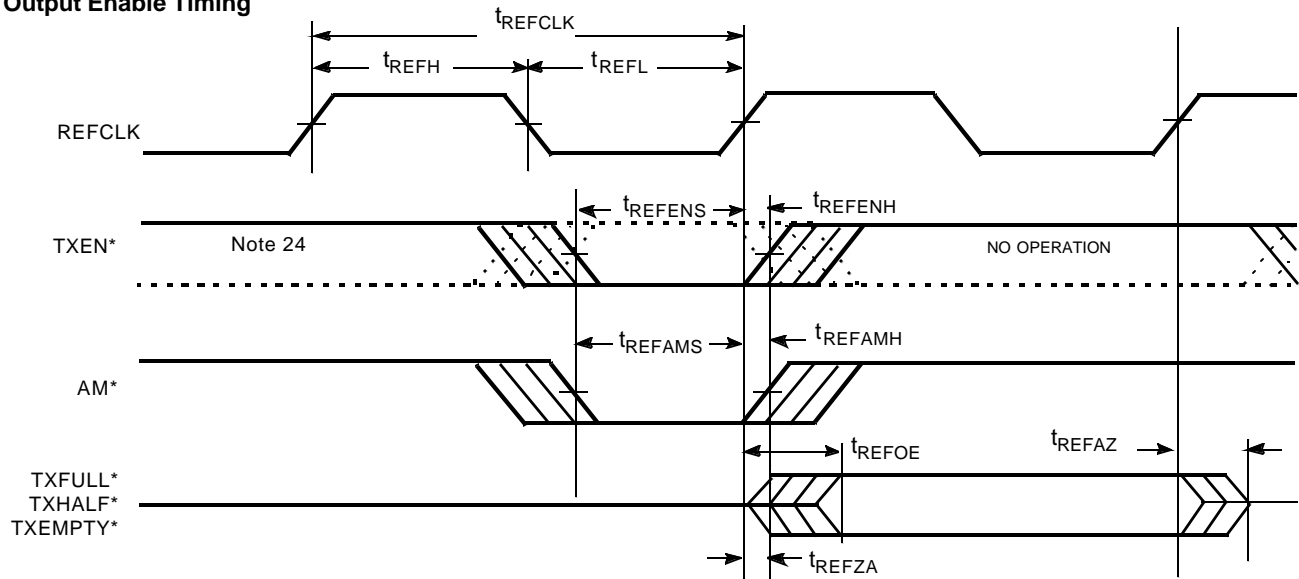 Output Enable Timing
tREFCLK
tREFH
tREFL
REFCLK
tREFENS
tREFENH
TXEN*
Note 24
NO OPERATION
tREFAMS
tREFAMH
AM*
tREFOE
tREFAZ
TXFULL*
TXHALF*
TXEMPTY*
tREFZA